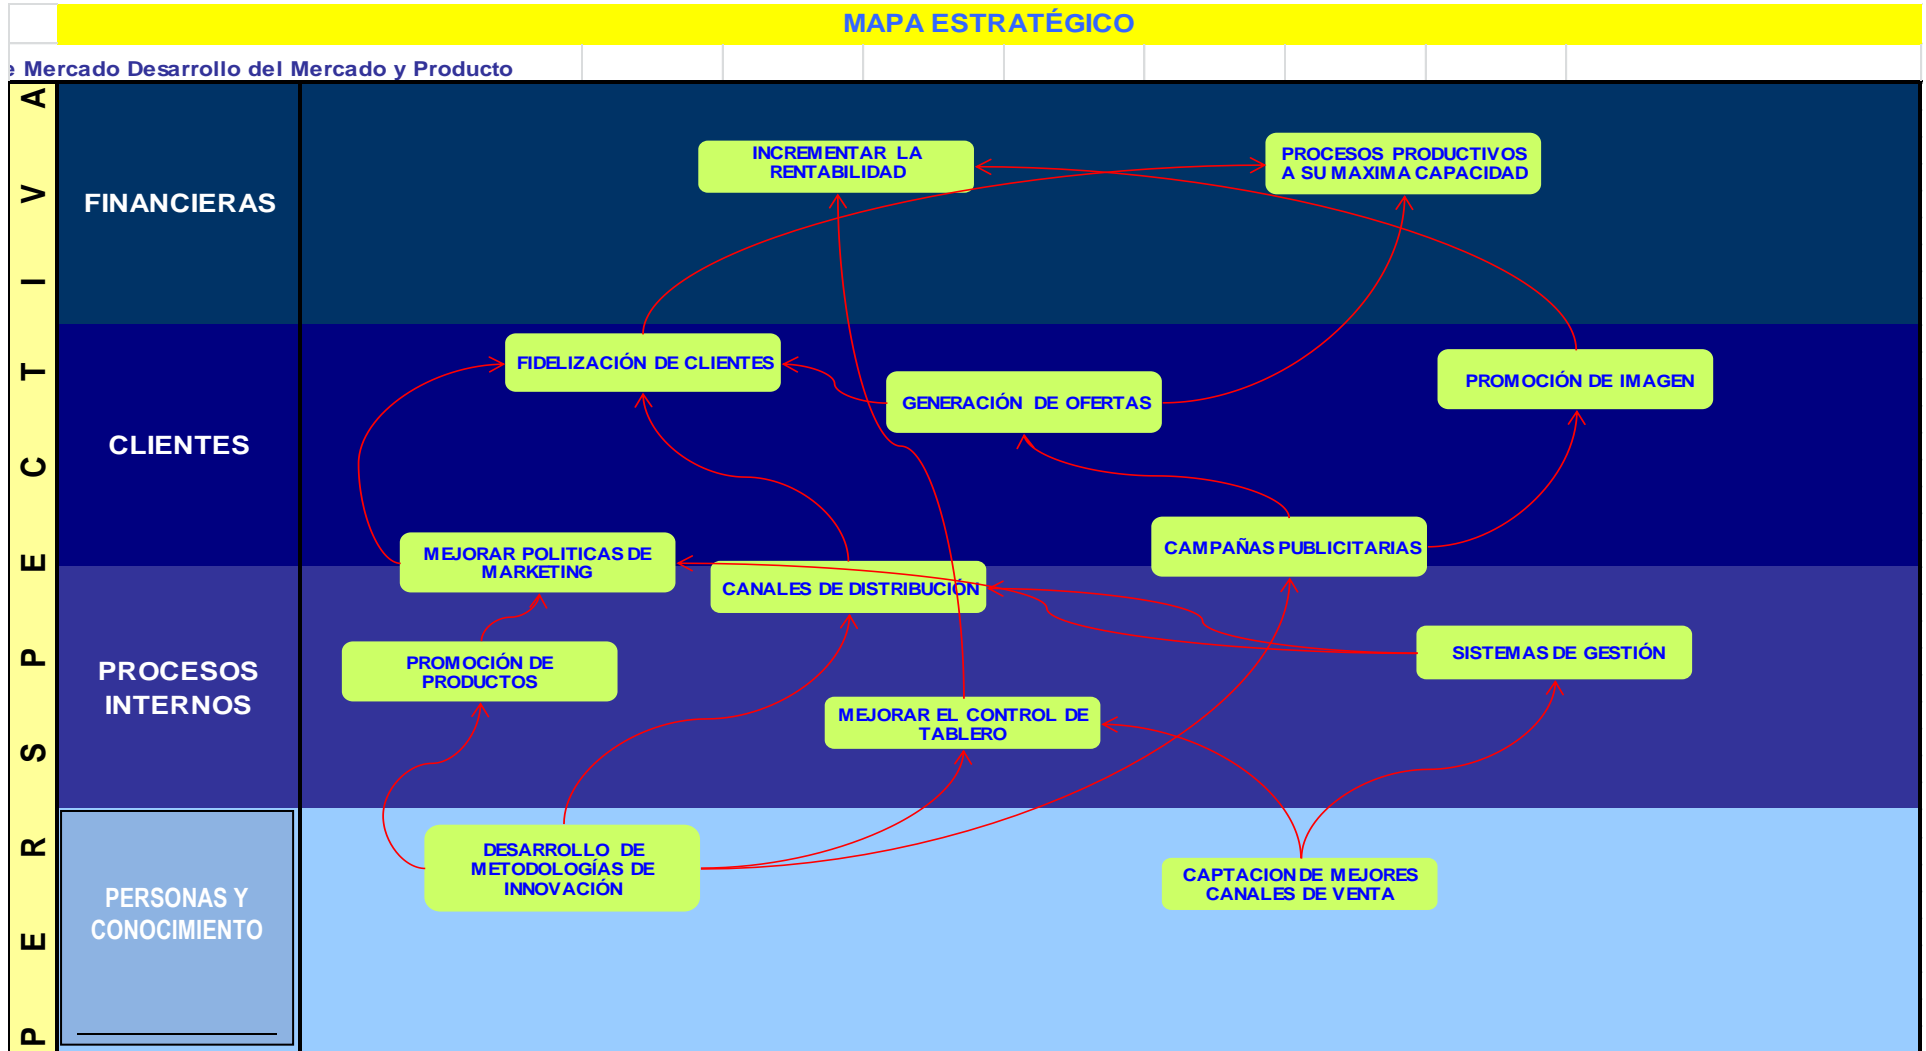 MAPA ESTRATÉGICO
Mercado Desarrollo del Mercado y Producto
PERSPECTIVA
FINANCIERAS
INCREMENTAR LA
RENTABILIDAD
PROCESOS PRODUCTIVOS
A SU MAXIMA CAPACIDAD
CLIENTES
FIDELIZACIÓN DE CLIENTES
GENERACIÓN DE OFERTAS
PROMOCIÓN DE IMAGEN
MEJORAR POLITICAS DE
MARKETING
CANALES DE DISTRIBUCIÓN
CAMPAÑAS PUBLICITARIAS
PROCESOS
INTERNOS
PROMOCIÓN DE
PRODUCTOS
SISTEMAS DE GESTIÓN
MEJORAR EL CONTROL DE
TABLERO
PERSONAS Y
CONOCIMIENTO
DESARROLLO DE
METODOLOGÍAS DE
INNOVACIÓN
CAPTACION DE MEJORES
CANALES DE VENTA